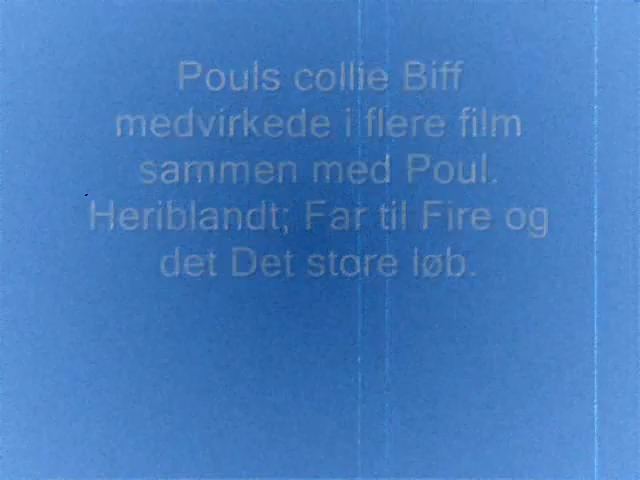 Pouls collie Biff
medvirkede i flere film
sammen med Poul.
Heriblandt; Far til Fire og
det Det store løb.